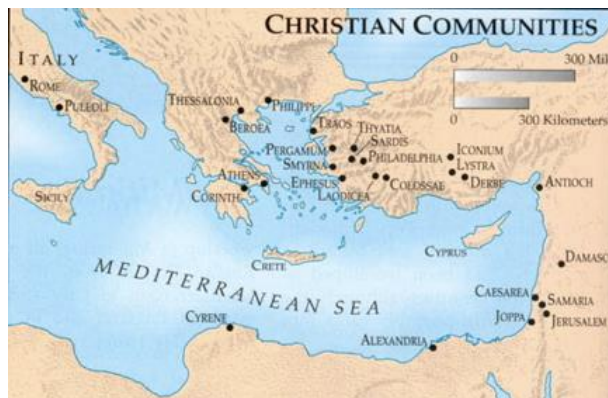 CHRISTIAN COMMUNITIES
300 Mil
300 Kilometers
ITALY
ROME
PULEOLI
THESSALONIA
PHILIPPI
BEROEA
TRAOS
THYATIA
SARDIS
PERGAMUM
PHILADELPHIA
SMYRNA
ICONIUM
LYSTRA
DERBE
ATHENS
EPHESUS
COLOSSAE
LAODICEA
ANTIOCH
SICILY
CORINTH
CRETE
CYPRUS
DAMASC
MEDITERRANEAN SEA
CAESAREA
SAMARIA
JOPPA
JERUSALEM
CYRENE
ALEXANDRIA
0
0